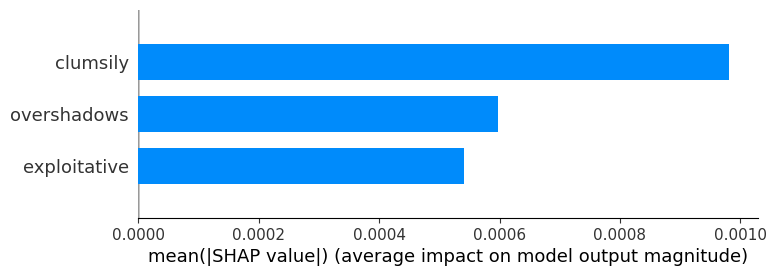 clumsily
overshadows
exploitative
0.0000 0.0002 0.0004 0.0006 0.0008 0.0010
mean(|SHAP value|) (average impact on model output magnitude)